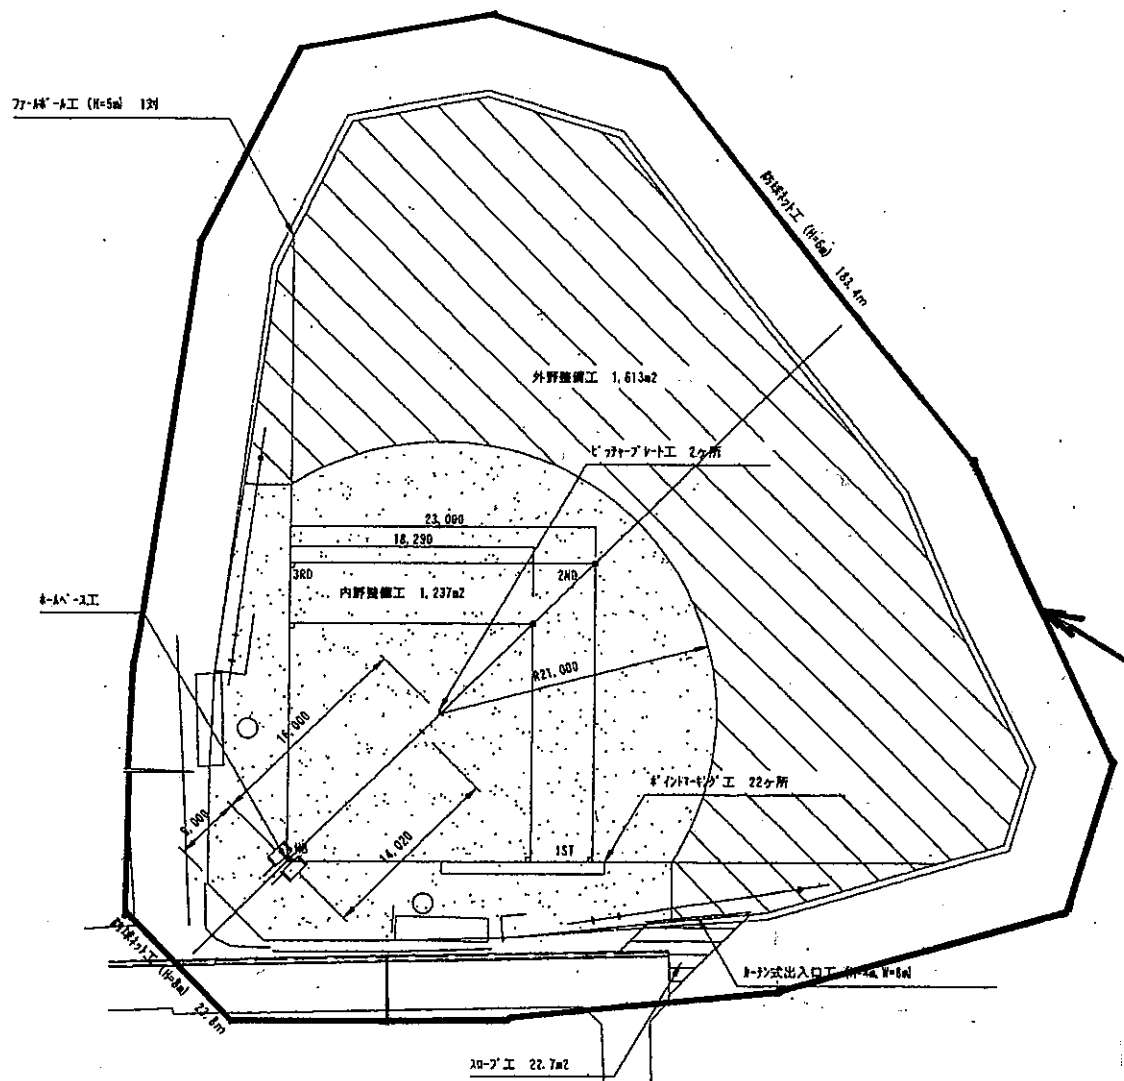 ファールポール工 (H=5m) 1対
防球ネット工 (H=6m) 183.4m
外野整備工 1,613m2
ピッチャープレート工 2ヶ所
23,000
18,290
3RD
2ND
内野整備工 1,237m2
ホームベース工
R21.000
16,000
ポイントマーキング工 22ヶ所
9,000
14,020
1ST
防球ネット工 (H=8m)
カーテン式出入口工
スロープ工 22.7m2